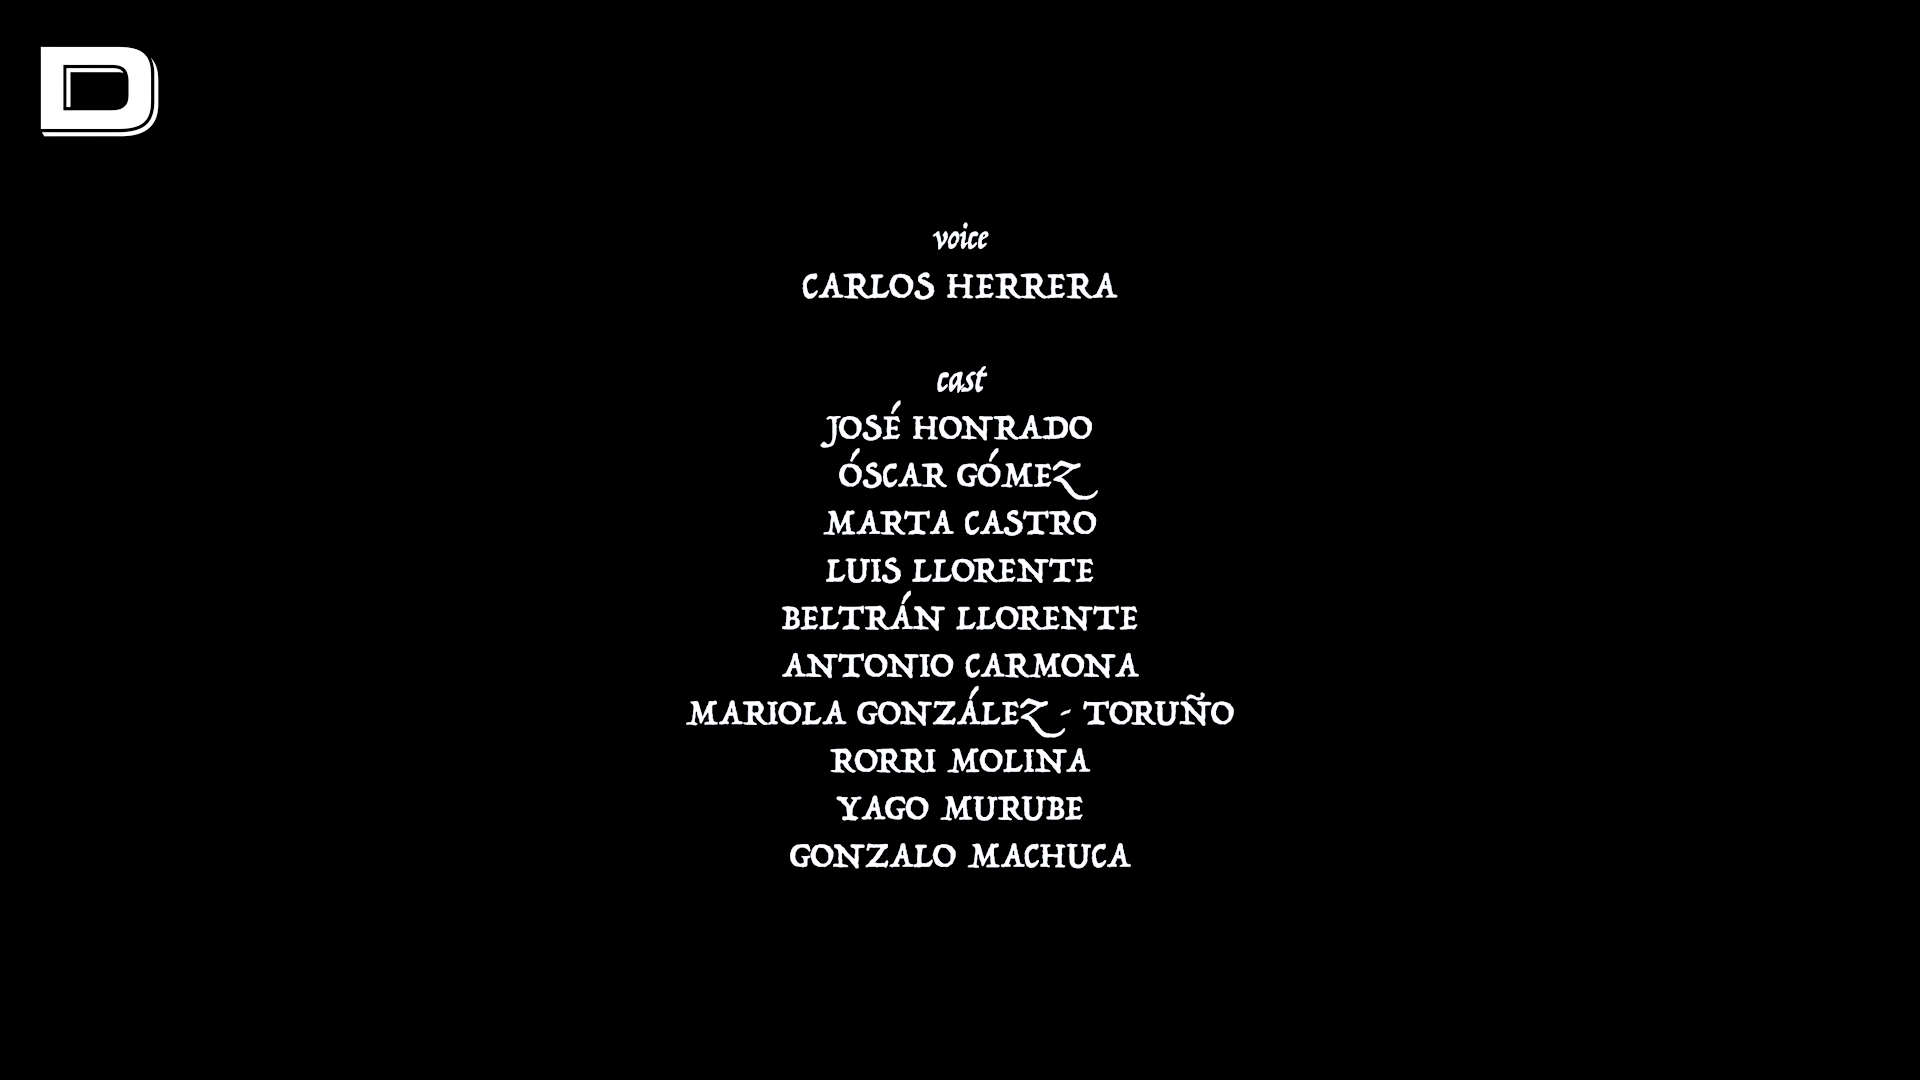 D
voice
CARLOS HERRERA
cast
JOSÉ HONRADO
ÓSCAR GÓMEZ
MARTA CASTRO
LUIS LLORENTE
BELTRÁN LLORENTE
ANTONIO CARMONA
MARIOLA GONZÁLEZ - TORUÑO
RORRI MOLINA
YAGO MURUBE
GONZALO MACHUCA